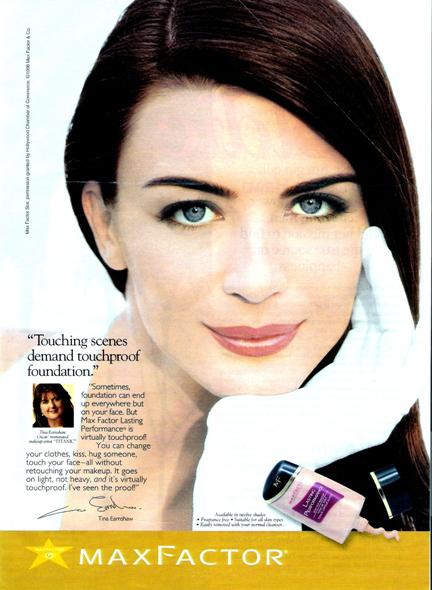 Max Factor Star, permission granted by Hollywood Chamber of Commerce. ©1998 Max Factor & Co.
“Touching scenes
demand touchproof
foundation.”
Tina Earnshaw
Oscar® nominated
makeup artist “TITANIC”
“Sometimes,
foundation can end
up everywhere but
on your face. But
Max Factor Lasting
Performance® is
virtually touchproof!
You can change
your clothes, kiss, hug someone,
touch your face–all without
retouching your makeup. It goes
on light, not heavy, and it's virtually
touchproof. I've seen the proof!”
Tina Earnshaw
Available in twelve shades
• Fragrance free • Suitable for all skin types
• Easily removed with your normal cleanser.
MF
Lasting
Performance
MAXFACTOR®